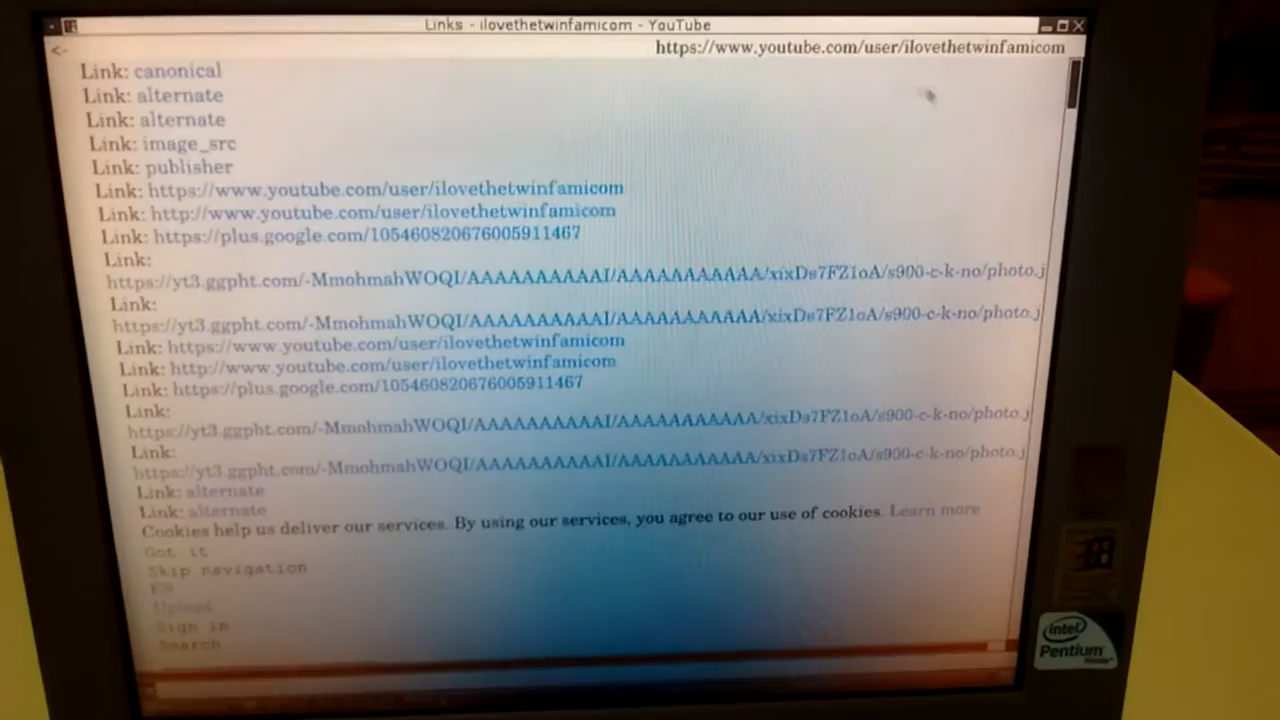 Links - ilovethetwinfamicom - YouTube
<- https://www.youtube.com/user/ilovethetwinfamicom
Link: canonical
Link: alternate
Link: alternate
Link: image_src
Link: publisher
Link: https://www.youtube.com/user/ilovethetwinfamicom
Link: http://www.youtube.com/user/ilovethetwinfamicom
Link: https://plus.google.com/105460820676005911467
Link:
https://yt3.ggpht.com/-MmohmahWOQI/AAAAAAAAAAI/AAAAAAAAAAA/xixDs7FZ1oA/s900-c-k-no/photo.j
Link:
https://yt3.ggpht.com/-MmohmahWOQI/AAAAAAAAAAI/AAAAAAAAAAA/xixDs7FZ1oA/s900-c-k-no/photo.j
Link: https://www.youtube.com/user/ilovethetwinfamicom
Link: http://www.youtube.com/user/ilovethetwinfamicom
Link: https://plus.google.com/105460820676005911467
Link:
https://yt3.ggpht.com/-MmohmahWOQI/AAAAAAAAAAI/AAAAAAAAAAA/xixDs7FZ1oA/s900-c-k-no/photo.j
Link:
https://yt3.ggpht.com/-MmohmahWOQI/AAAAAAAAAAI/AAAAAAAAAAA/xixDs7FZ1oA/s900-c-k-no/photo.j
Link: alternate
Link: alternate
Cookies help us deliver our services. By using our services, you agree to our use of cookies. Learn more
Got it
Skip navigation
EN
Upload
Sign in
Search
intel
Pentium
inside